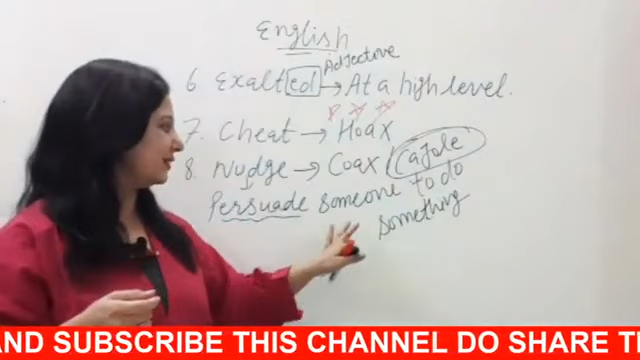 English
Adjective
6 Exalted → At a high level.
7. Cheat → Hoax
8. Nudge → Coax / Cajole
Persuade someone to do
something
AND SUBSCRIBE THIS CHANNEL DO SHARE T